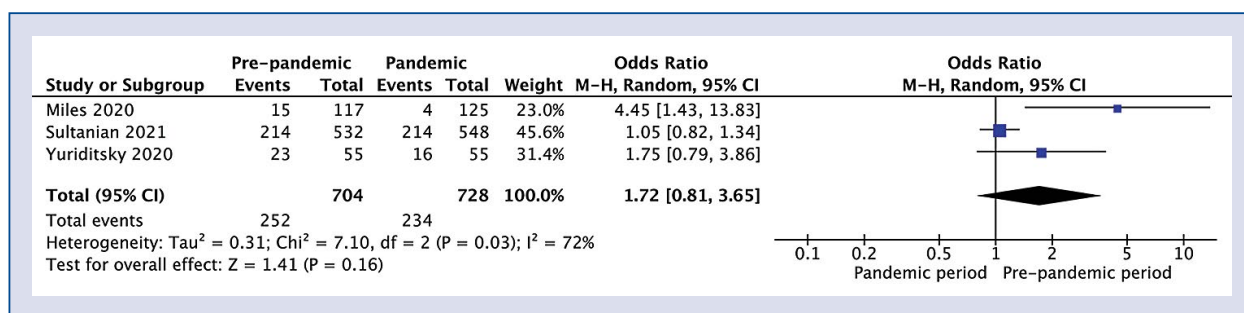 Pre-pandemic Pandemic Odds Ratio Odds Ratio
Study or Subgroup Events Total Events Total Weight M-H, Random, 95% CI M-H, Random, 95% CI
Miles 2020 15 117 4 125 23.0% 4.45 [1.43, 13.83]
Sultanian 2021 214 532 214 548 45.6% 1.05 [0.82, 1.34]
Yuriditsky 2020 23 55 16 55 31.4% 1.75 [0.79, 3.86]
Total (95% CI) 704 728 100.0% 1.72 [0.81, 3.65]
Total events 252 234
Heterogeneity: Tau² = 0.31; Chi² = 7.10, df = 2 (P = 0.03); I² = 72%
Test for overall effect: Z = 1.41 (P = 0.16)
0.1 0.2 0.5 1 2 5 10
Pandemic period Pre-pandemic period